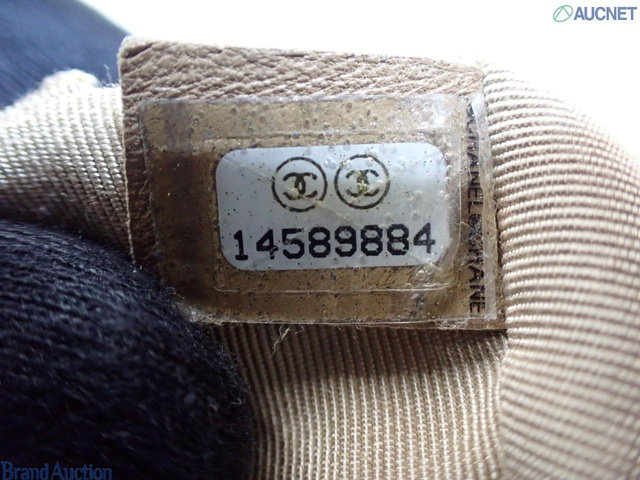 AUCNET
14589884
CHANEL CHANEL
Brand Auction